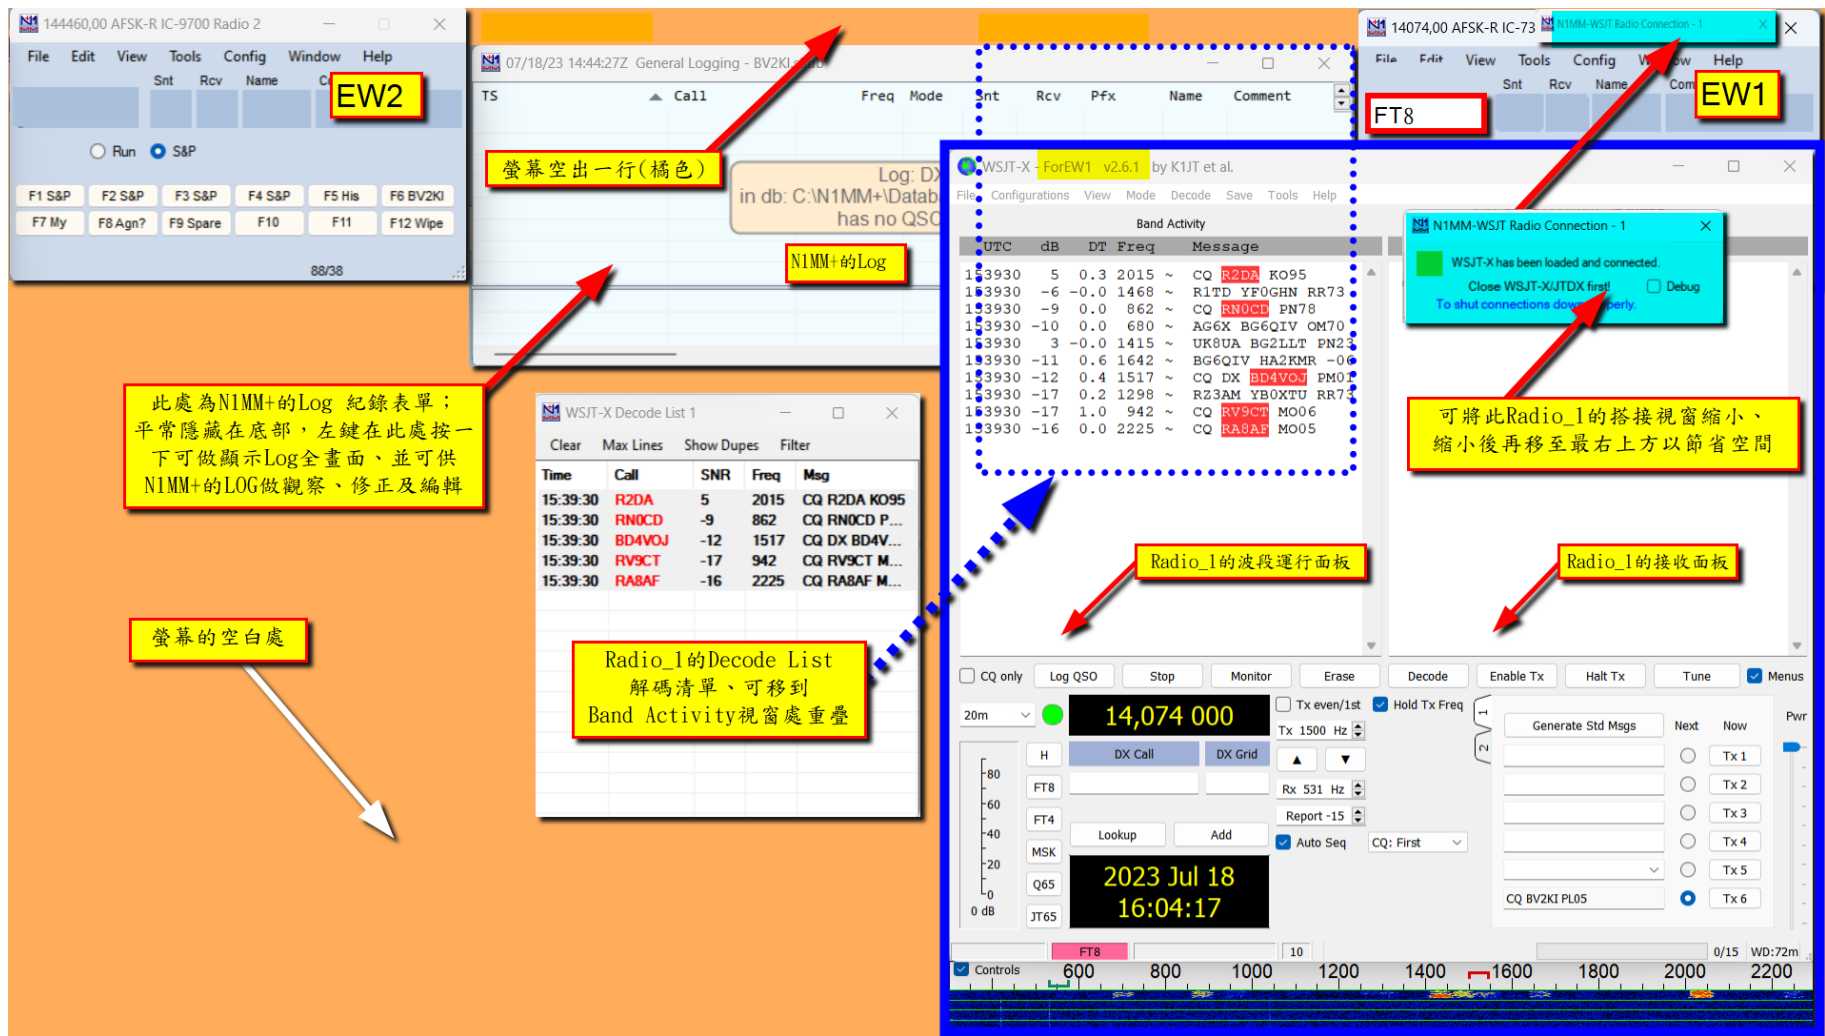 144460,00 AFSK-R IC-9700 Radio 2
File Edit View Tools Config Window Help
Snt Rcv Name
EW2
Run S&P
F1 S&P F2 S&P F3 S&P F4 S&P F5 His F6 BV2KI
F7 My F8 Agn? F9 Spare F10 F11 F12 Wipe
88/38
07/18/23 14:44:27Z General Logging - BV2KI
TS Call Freq Mode Snt Rcv Pfx Name Comment
螢幕空出一行(橘色)
Log: DX
in db: C:\N1MM+\Databa
has no QSO
N1MM+的Log
14074,00 AFSK-R IC-73
N1MM-WSJT Radio Connection - 1
File Edit View Tools Config Window Help
Snt Rcv Name Com
EW1
FT8
此處為N1MM+的Log 紀錄表單；
平常隱藏在底部，左鍵在此處按一
下可做顯示Log全畫面、並可供
N1MM+的LOG做觀察、修正及編輯
螢幕的空白處
WSJT-X Decode List 1
Clear Max Lines Show Dupes Filter
Time Call SNR Freq Msg
15:39:30 R2DA 5 2015 CQ R2DA KO95
15:39:30 RN0CD -9 862 CQ RN0CD P...
15:39:30 BD4VOJ -12 1517 CQ DX BD4V...
15:39:30 RV9CT -17 942 CQ RV9CT M...
15:39:30 RA8AF -16 2225 CQ RA8AF M...
Radio_1的Decode List
解碼清單、可移到
Band Activity視窗處重疊
WSJT-X - ForEW1 v2.6.1 by K1JT et al.
File Configurations View Mode Decode Save Tools Help
Band Activity
UTC dB DT Freq Message
153930 5 0.3 2015 ~ CQ R2DA KO95
153930 -6 -0.0 1468 ~ R1TD YF0GHN RR73
153930 -9 0.0 862 ~ CQ RN0CD PN78
153930 -10 0.0 680 ~ AG6X BG6QIV OM70
153930 3 -0.0 1415 ~ UK8UA BG2LLT PN23
153930 -11 0.6 1642 ~ BG6QIV HA2KMR -06
153930 -12 0.4 1517 ~ CQ DX BD4VOJ PM01
153930 -17 0.2 1298 ~ RZ3AM YB0XTU RR73
153930 -17 1.0 942 ~ CQ RV9CT MO06
153930 -16 0.0 2225 ~ CQ RA8AF MO05
N1MM-WSJT Radio Connection - 1
WSJT-X has been loaded and connected.
Close WSJT-X/JTDX first! Debug
To shut connections down properly.
可將此Radio_1的搭接視窗縮小、
縮小後再移至最右上方以節省空間
Radio_1的波段運行面板
Radio_1的接收面板
CQ only Log QSO Stop Monitor Erase Decode Enable Tx Halt Tx Tune Menus
20m 14,074 000 Tx even/1st Hold Tx Freq
Tx 1500 Hz
1
2
Generate Std Msgs Next Now Pwr
H DX Call DX Grid
Tx 1
-80
FT8 Rx 531 Hz Tx 2
-60
FT4 Report -15 Tx 3
-40
Lookup Add Auto Seq CQ: First Tx 4
MSK
-20
Q65 2023 Jul 18 Tx 5
-0
0 dB JT65 16:04:17 CQ BV2KI PL05 Tx 6
FT8 10 0/15 WD:72m
Controls 600 800 1000 1200 1400 1600 1800 2000 2200